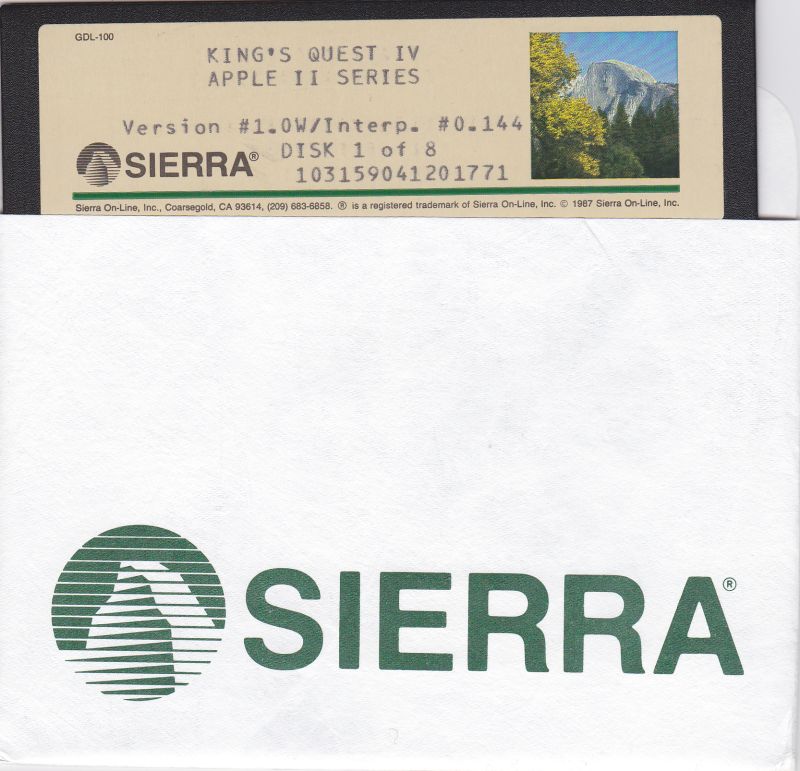 GDL-100
KING'S QUEST IV
APPLE II SERIES
Version #1.0W/Interp. #0.144
SIERRA® DISK 1 of 8
103159041201771
Sierra On-Line, Inc., Coarsegold, CA 93614, (209) 683-6858. ® is a registered trademark of Sierra On-Line, Inc. © 1987 Sierra On-Line, Inc.
SIERRA®